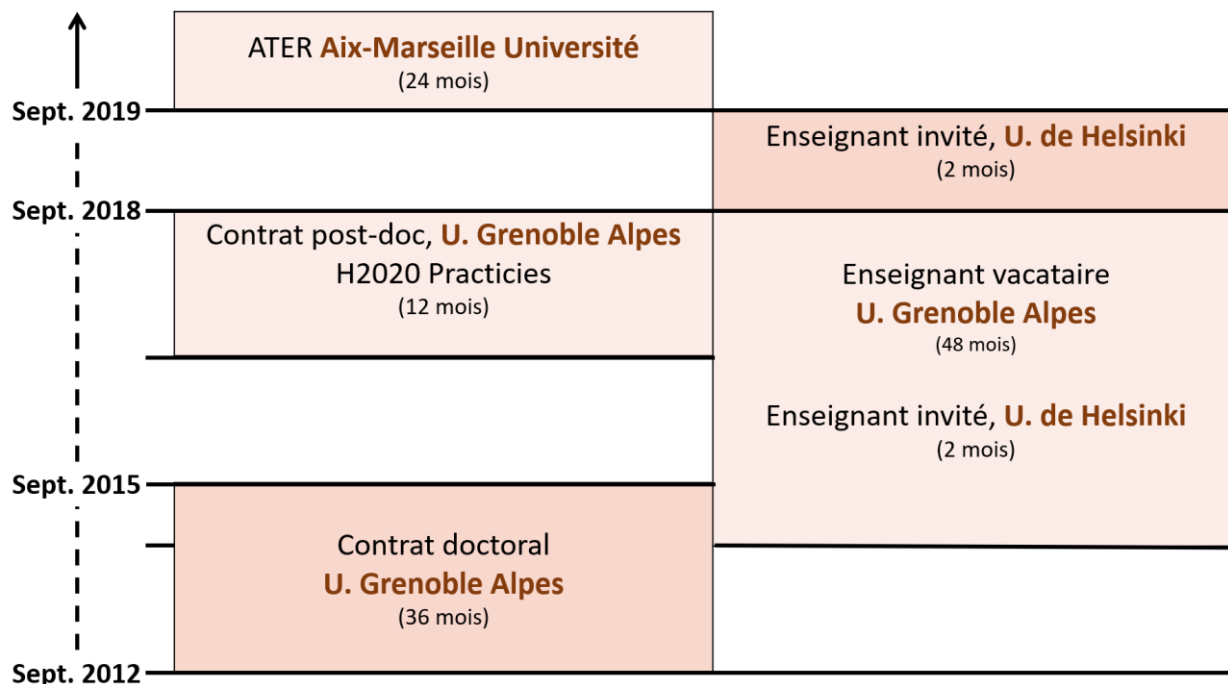 ATER Aix-Marseille Université
(24 mois)
Sept. 2019
Enseignant invité, U. de Helsinki
(2 mois)
Sept. 2018
Contrat post-doc, U. Grenoble Alpes
H2020 Practicies
(12 mois)
Enseignant vacataire
U. Grenoble Alpes
(48 mois)
Enseignant invité, U. de Helsinki
(2 mois)
Sept. 2015
Contrat doctoral
U. Grenoble Alpes
(36 mois)
Sept. 2012